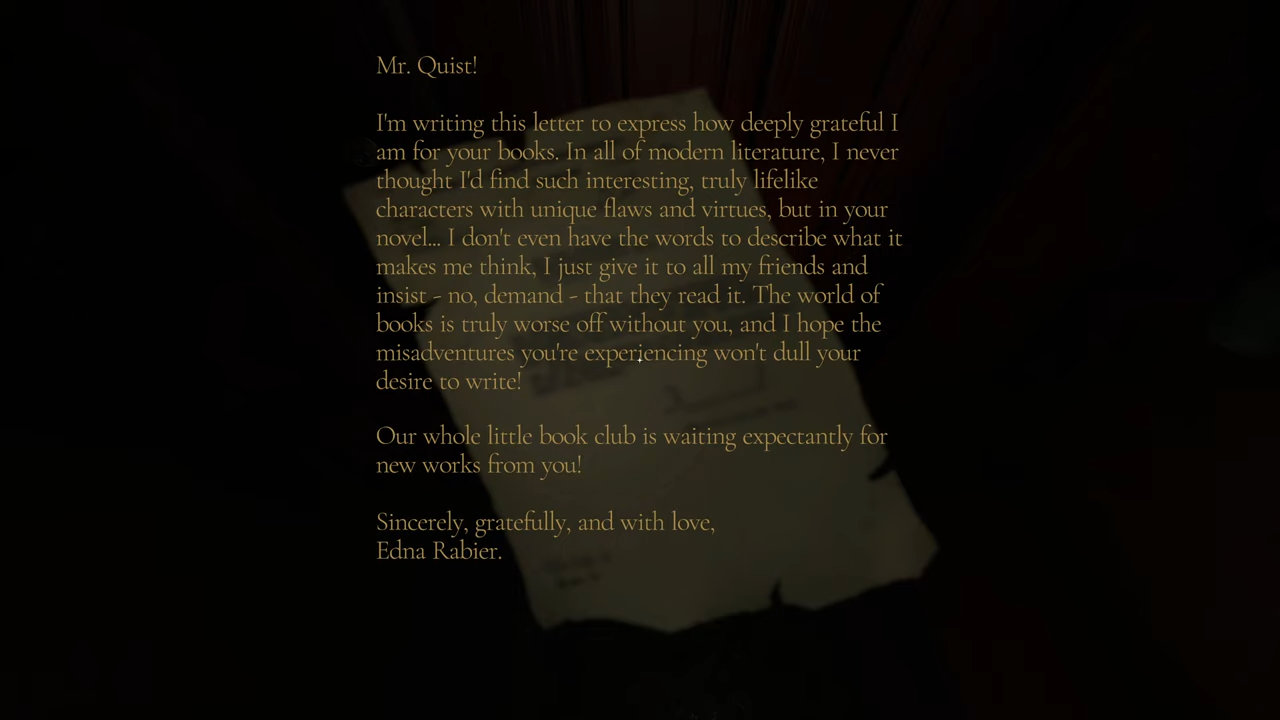 Mr. Quist!
I'm writing this letter to express how deeply grateful I
am for your books. In all of modern literature, I never
thought I'd find such interesting, truly lifelike
characters with unique flaws and virtues, but in your
novel... I don't even have the words to describe what it
makes me think, I just give it to all my friends and
insist - no, demand - that they read it. The world of
books is truly worse off without you, and I hope the
misadventures you're experiencing won't dull your
desire to write!
Our whole little book club is waiting expectantly for
new works from you!
Sincerely, gratefully, and with love,
Edna Rabier.